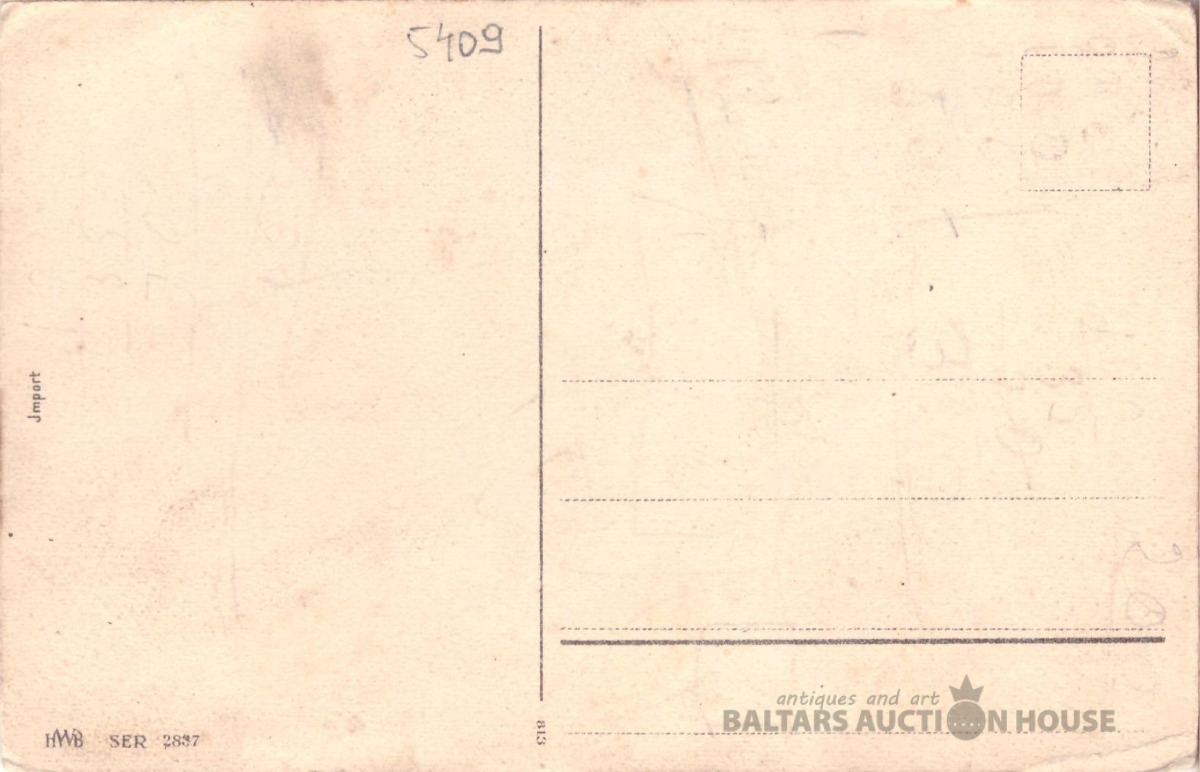 5409
Jmport
HWB SER 2837
813
antiques and art
BALTARS AUCTION HOUSE